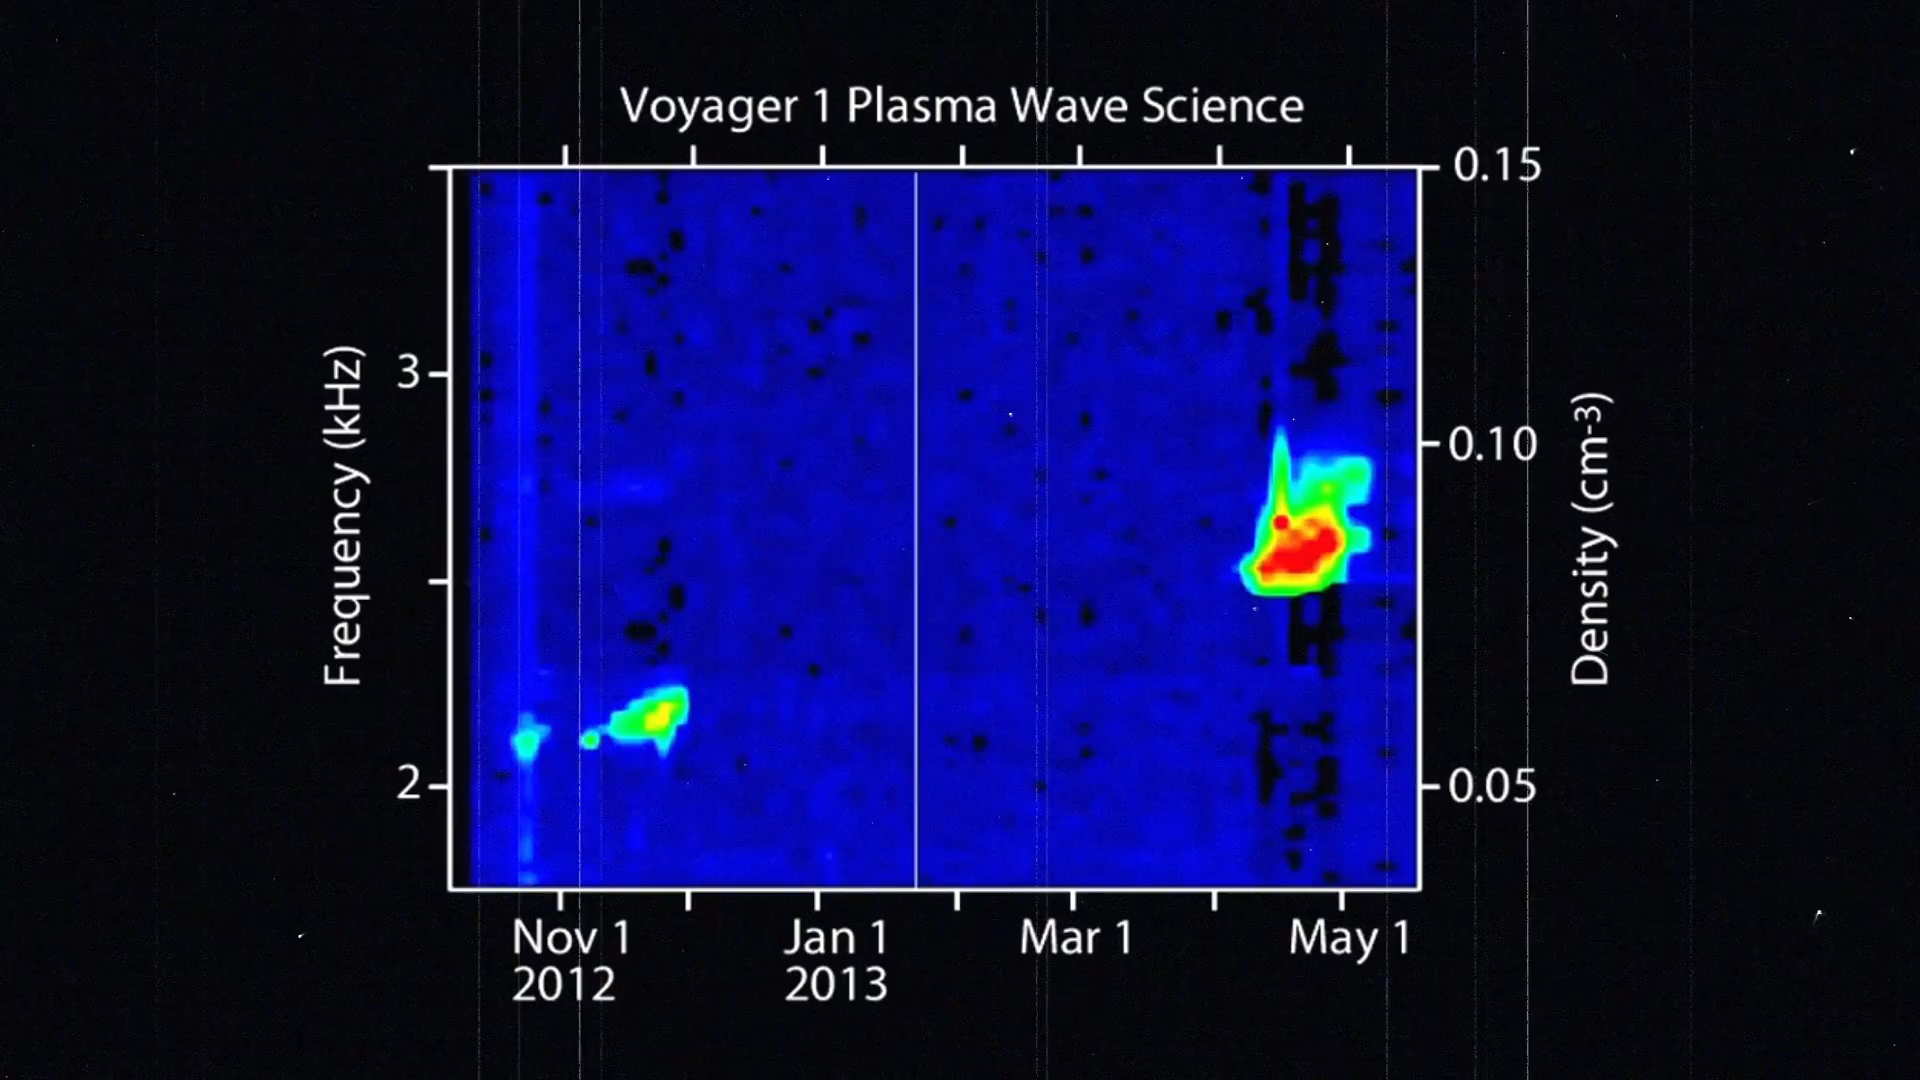 Voyager 1 Plasma Wave Science
0.15
3
0.10
Frequency (kHz)
Density (cm-3)
2
0.05
Nov 1
2012
Jan 1
2013
Mar 1
May 1